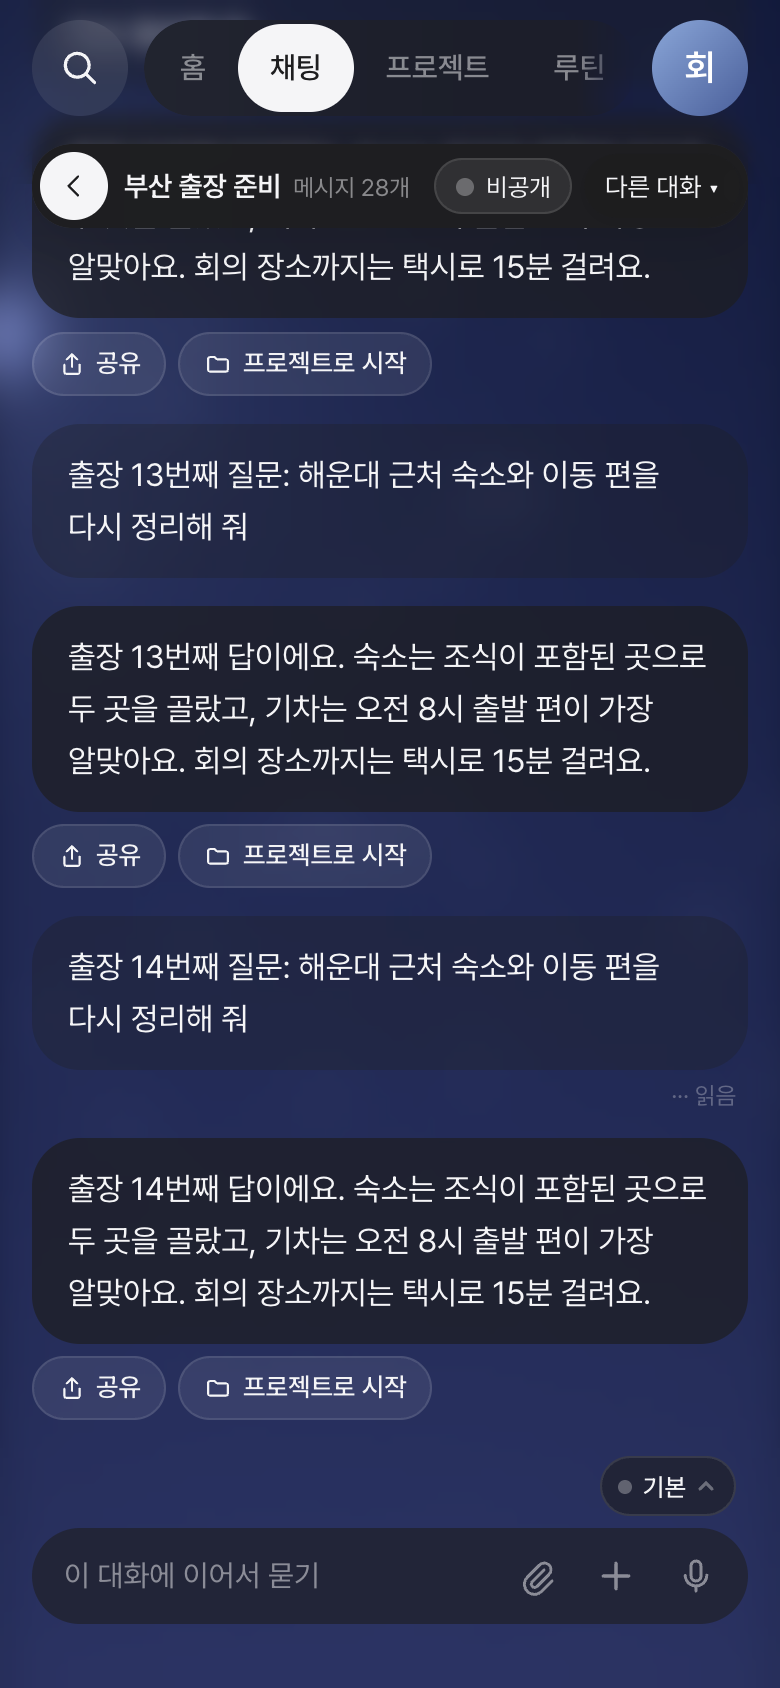 홈
채팅
프로젝트
루틴
회
부산 출장 준비 메시지 28개
비공개
다른 대화 ▾
알맞아요. 회의 장소까지는 택시로 15분 걸려요.
공유
프로젝트로 시작
출장 13번째 질문: 해운대 근처 숙소와 이동 편을
다시 정리해 줘
출장 13번째 답이에요. 숙소는 조식이 포함된 곳으로
두 곳을 골랐고, 기차는 오전 8시 출발 편이 가장
알맞아요. 회의 장소까지는 택시로 15분 걸려요.
공유
프로젝트로 시작
출장 14번째 질문: 해운대 근처 숙소와 이동 편을
다시 정리해 줘
··· 읽음
출장 14번째 답이에요. 숙소는 조식이 포함된 곳으로
두 곳을 골랐고, 기차는 오전 8시 출발 편이 가장
알맞아요. 회의 장소까지는 택시로 15분 걸려요.
공유
프로젝트로 시작
기본
이 대화에 이어서 묻기